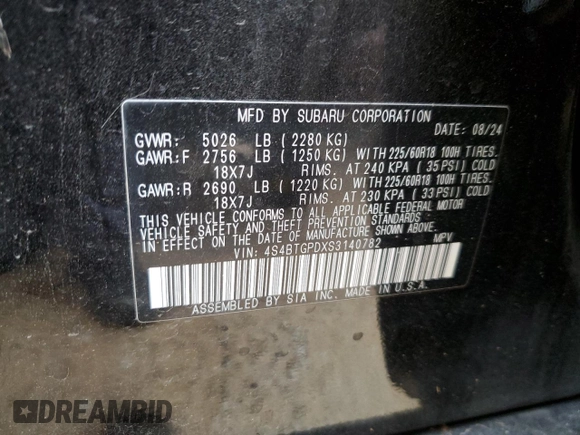 MFD BY SUBARU CORPORATION
DATE: 08/24
GVWR: 5026 LB ( 2280 KG)
GAWR:F 2756 LB ( 1250 KG) WITH 225/60R18 100H TIRES.
18X7J RIMS. AT 240 KPA ( 35 PSI) COLD
GAWR:R 2690 LB ( 1220 KG) WITH 225/60R18 100H TIRES.
18X7J RIMS. AT 230 KPA ( 33 PSI) COLD
THIS VEHICLE CONFORMS TO ALL APPLICABLE FEDERAL MOTOR
VEHICLE SAFETY AND THEFT PREVENTION STANDARDS
IN EFFECT ON THE DATE OF MANUFACTURE SHOWN ABOVE.
VIN: 4S4BTGPDXS3140782 MPV
ASSEMBLED BY SIA INC. MADE IN U.S.A.
DREAMBID